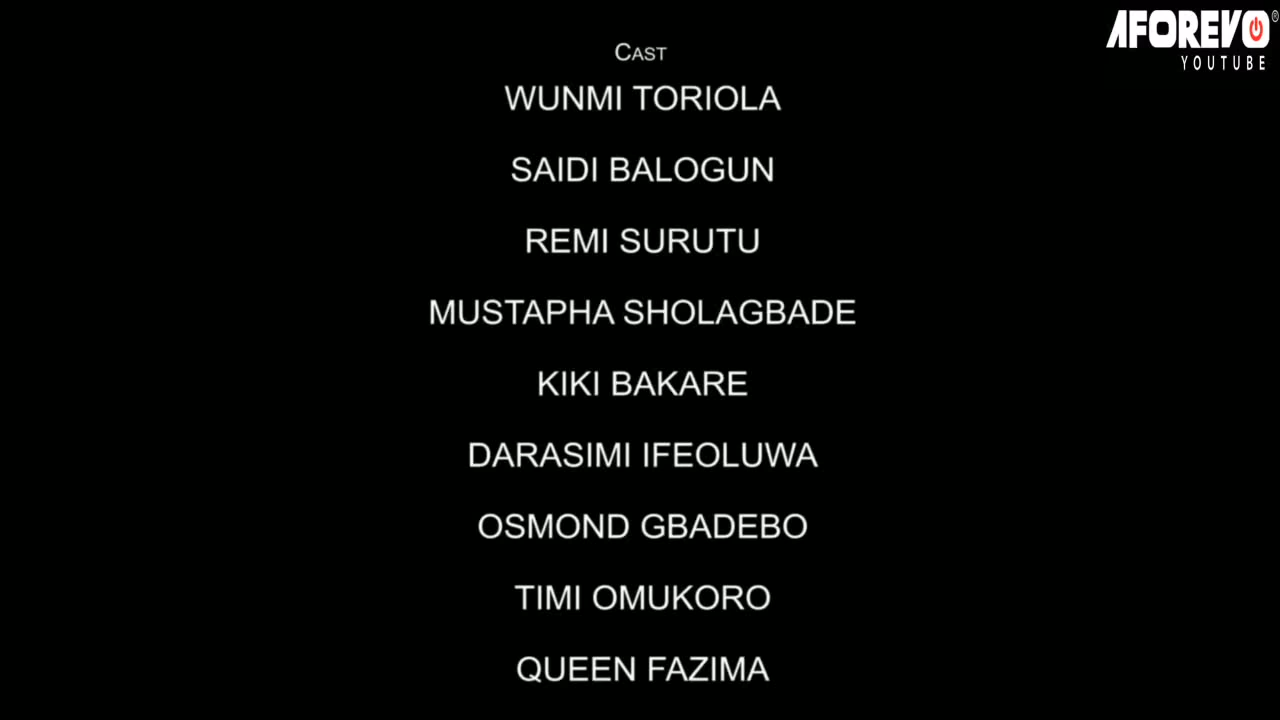 AFOREVO®
YOUTUBE
CAST
WUNMI TORIOLA
SAIDI BALOGUN
REMI SURUTU
MUSTAPHA SHOLAGBADE
KIKI BAKARE
DARASIMI IFEOLUWA
OSMOND GBADEBO
TIMI OMUKORO
QUEEN FAZIMA